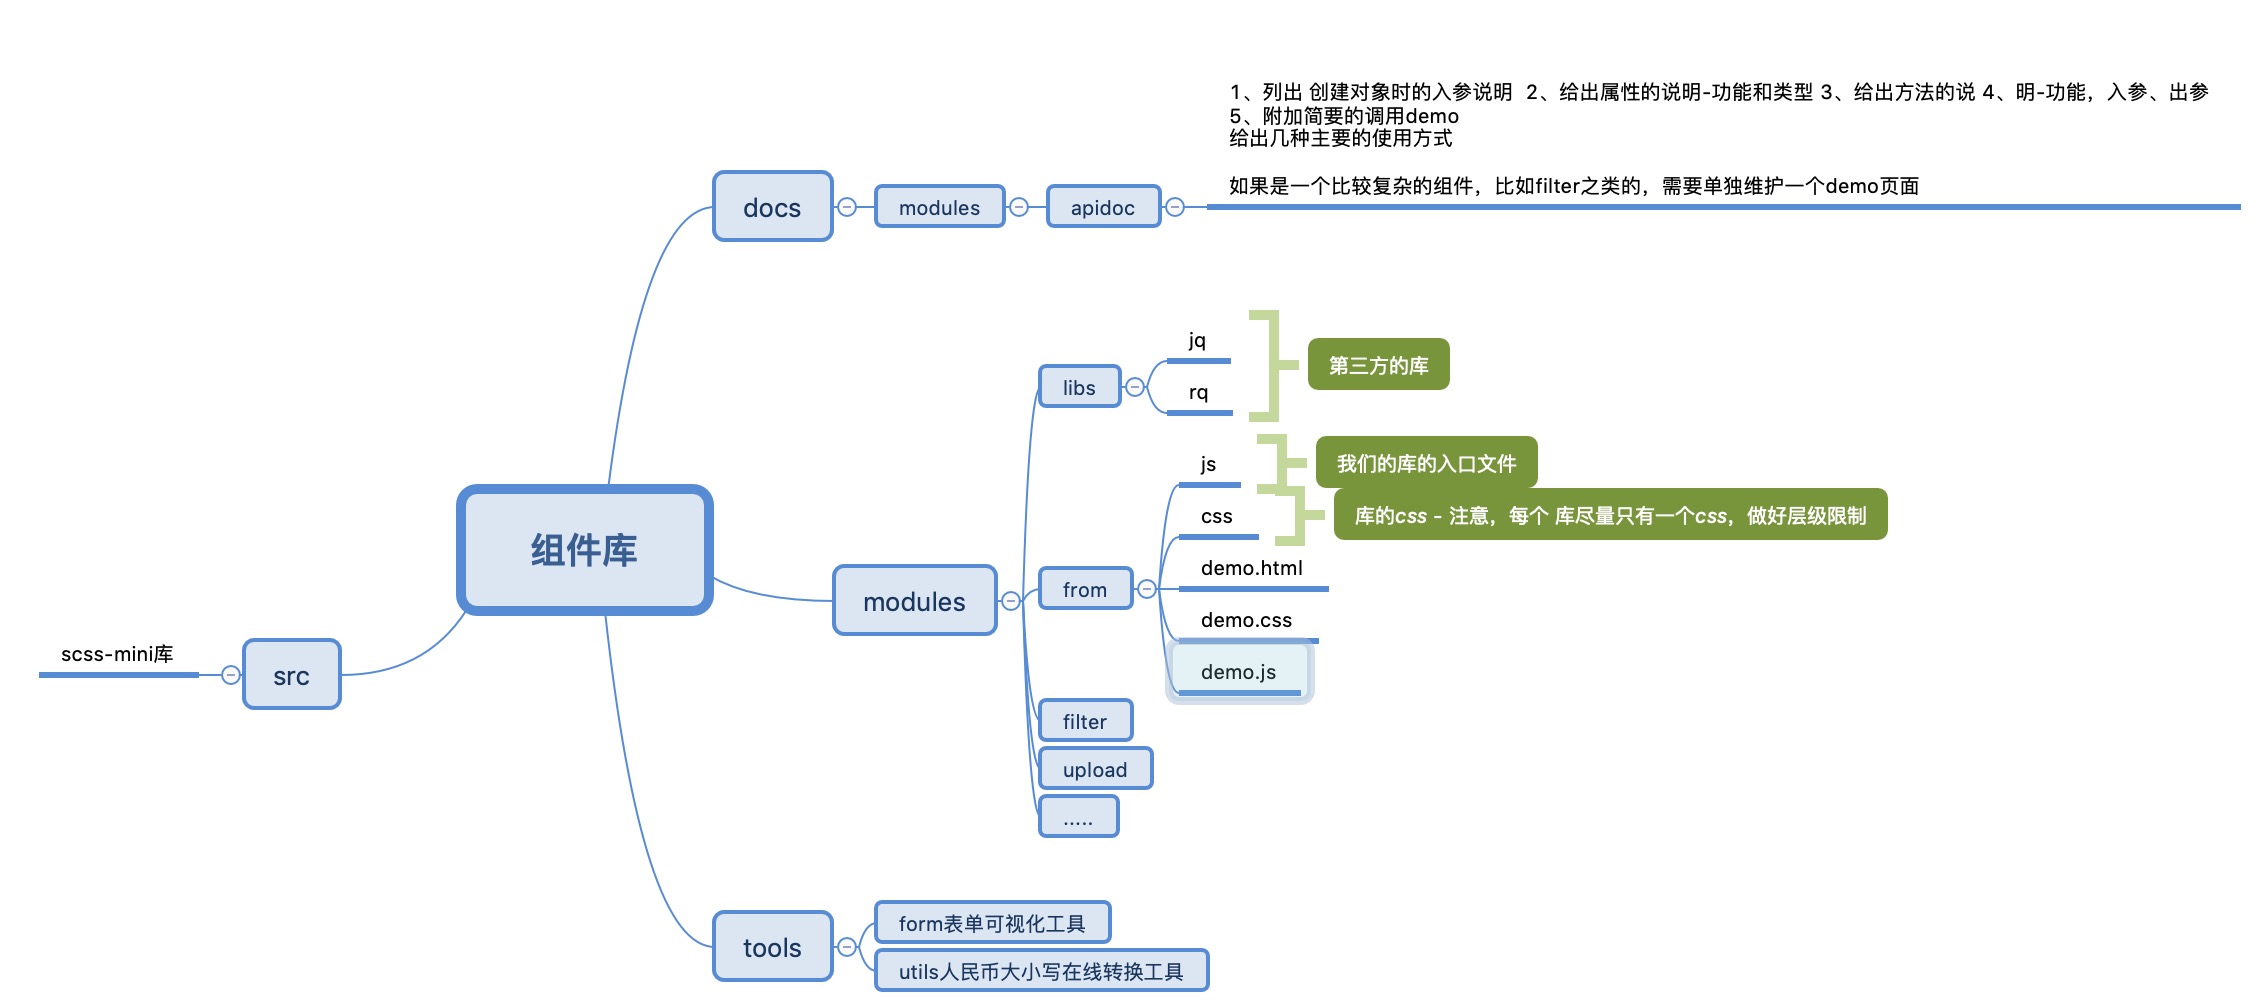 1、列出 创建对象时的入参说明  2、给出属性的说明-功能和类型 3、给出方法的说 4、明-功能，入参、出参
5、附加简要的调用demo
给出几种主要的使用方式
如果是一个比较复杂的组件，比如filter之类的，需要单独维护一个demo页面
docs
modules
apidoc
jq
libs
rq
第三方的库
js
我们的库的入口文件
css
库的css - 注意，每个 库尽量只有一个css，做好层级限制
组件库
demo.html
modules
from
demo.css
scss-mini库
src
demo.js
filter
upload
.....
form表单可视化工具
tools
utils人民币大小写在线转换工具